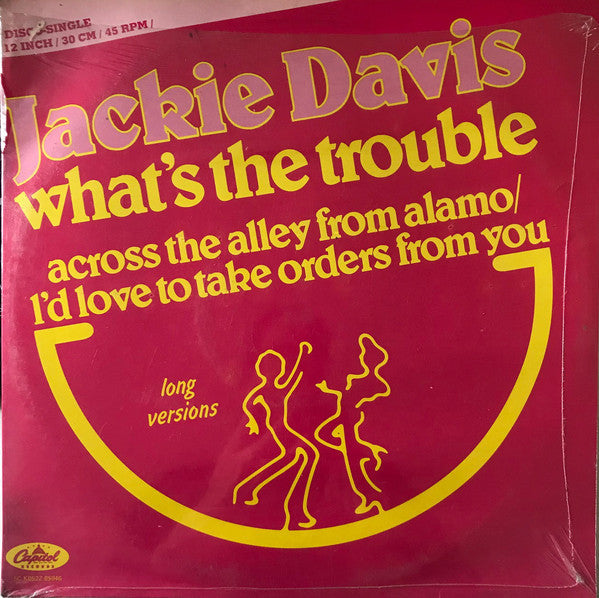 DISCO-SINGLE
12 INCH / 30 CM / 45 RPM /
Jackie Davis
what's the trouble
across the alley from alamo/
I'd love to take orders from you
long
versions
Capitol
RECORDS